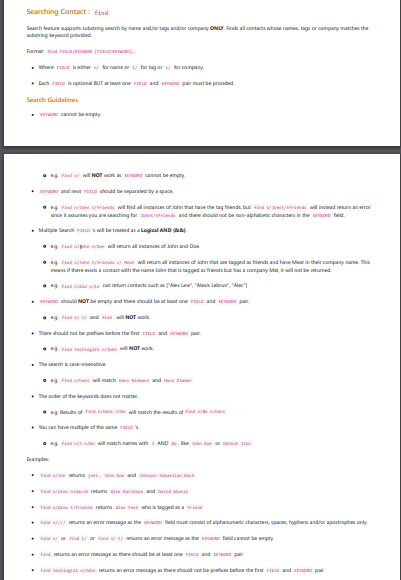 Searching Contact : find
Search feature supports substring search by name and/or tags and/or company ONLY. Finds all contacts whose names, tags or company matches the
substring keyword provided.
Format: find FIELD/KEYWORD [FIELD/KEYWORD]…​
Where FIELD is either n/ for name or t/ for tag or c/ for company.
Each FIELD is optional BUT at least one FIELD and KEYWORD pair must be provided.
Search Guidelines
KEYWORD cannot be empty.
e.g. find n/ will NOT work as KEYWORD cannot be empty.
KEYWORD and next FIELD should be separated by a space.
e.g. find n/John t/friends will find all instances of John that have the tag friends, but find n/Johnt/friends will instead return an error
since it assumes you are searching for Johnt/friends and there should not be non-alphabetic characters in the KEYWORD field.
Multiple Search FIELD 's will be treated as a Logical AND (&&).
e.g. find n/John n/Doe will return all instances of John and Doe.
e.g. find n/John t/friends c/ Meat will return all instances of John that are tagged as friends and have Meat in their company name. This
means if there exists a contact with the name John that is tagged as friends but has a company Mat, it will not be returned.
e.g. find n/Ale n/le can return contacts such as ["Alex Lew", "Alexis Lebrun", "Alec"]
KEYWORD should NOT be empty and there should be at least one FIELD and KEYWORD pair.
e.g. find n/ t/ and find will NOT work.
There should not be prefixes before the first FIELD and KEYWORD pair.
e.g. find testing123 n/John will NOT work.
The search is case-insensitive.
e.g. find n/hans will match Hans Niemann and Hans Zimmer
The order of the keywords does not matter.
e.g. Results of find n/Hans n/Bo will match the results of find n/Bo n/Hans
You can have multiple of the same FIELD 's.
e.g. find n/J n/Do will match names with J AND Do, like John Doe or
Examples:
find n/Joh returns john , John Doe and Johnson Sebastian Bach
find n/alex n/david returns Alex Davidson and David Alexis
find n/Alex t/friends returns Alex Yeoh who is tagged as a friend
find n//// returns an error message as the KEYWORD field must consist of alphanumeric characters, spaces, hyphens and/or apostrophes only.
find n/ or find t/ or find n/ t/ returns an error message as the KEYWORD field cannot be empty
find returns an error message as there should be at least one FIELD and KEYWORD pair
find testing123 n/John returns an error message as there should not be prefixes before the first FIELD and KEYWORD pair